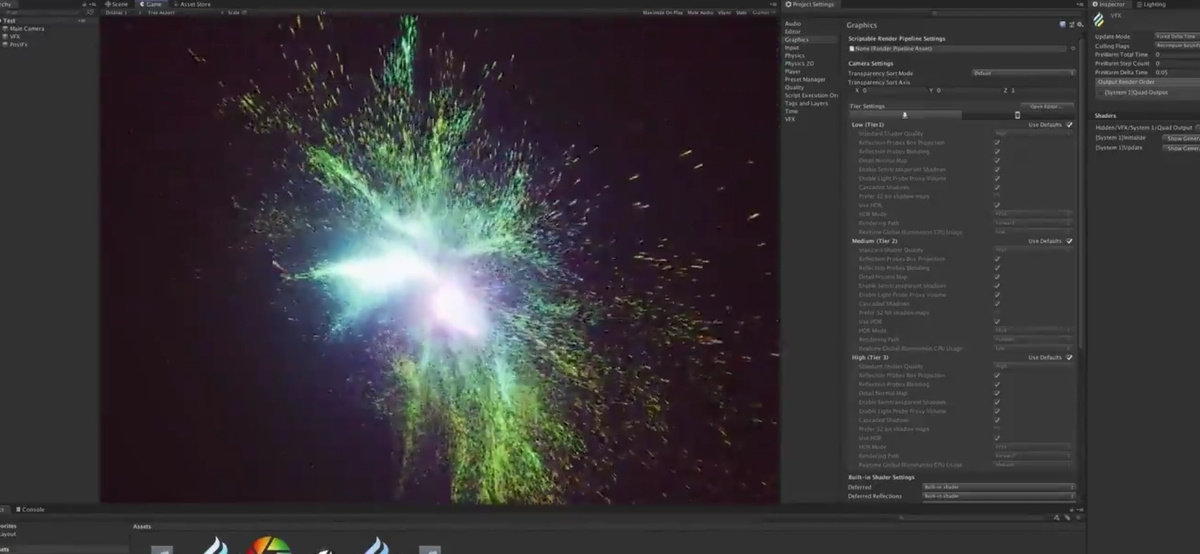 Scene
Game
Asset Store
Display 1
Free Aspect
Scale
Maximize On Play
Mute Audio
VSync
Stats
Gizmos
Test
Main Camera
VFX
PostFx
Project Settings
Audio
Editor
Graphics
Input
Physics
Physics 2D
Player
Preset Manager
Quality
Script Execution Or
Tags and Layers
Time
VFX
Graphics
Scriptable Render Pipeline Settings
None (Render Pipeline Asset)
Camera Settings
Transparency Sort Mode Default
Transparency Sort Axis
X 0 Y 0 Z 1
Tier Settings Open Editor...
Low (Tier1) Use Defaults
Standard Shader Quality
Reflection Probes Box Projection
Reflection Probes Blending
Detail Normal Map
Enable Semitransparent Shadows
Enable Light Probe Proxy Volume
Cascaded Shadows
Prefer 32 bit shadow maps
Use HDR
HDR Mode
Rendering Path
Realtime Global Illumination CPU Usage
Medium (Tier 2) Use Defaults
Standard Shader Quality
Reflection Probes Box Projection
Reflection Probes Blending
Detail Normal Map
Enable Semitransparent Shadows
Enable Light Probe Proxy Volume
Cascaded Shadows
Prefer 32 bit shadow maps
Use HDR
HDR Mode
Rendering Path
Realtime Global Illumination CPU Usage
High (Tier 3) Use Defaults
Standard Shader Quality
Reflection Probes Box Projection
Reflection Probes Blending
Detail Normal Map
Enable Semitransparent Shadows
Enable Light Probe Proxy Volume
Cascaded Shadows
Prefer 32 bit shadow maps
Use HDR
HDR Mode
Rendering Path
Realtime Global Illumination CPU Usage Medium
Built-in Shader Settings
Deferred Built-in shader
Deferred Reflections Built-in shader
Inspector
Lighting
VFX
Update Mode Fixed Delta Time
Culling Flags
PreWarm Total Time 0
PreWarm Step Count 0
PreWarm Delta Time 0.05
Output Render Order
[System 1]Quad Output
Shaders
Hidden/VFX/System 1/Quad Output
[System 1]Initialize
[System 1]Update
Console
Assets